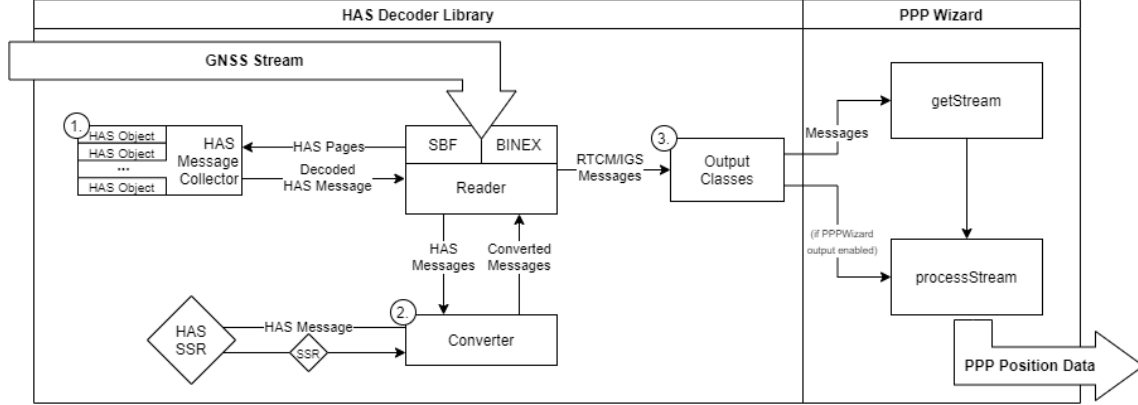 HAS Decoder Library
PPP Wizard
GNSS Stream
1.
HAS Object
HAS Object
...
HAS Object
HAS
Message
Collector
HAS Pages
Decoded
HAS Message
SBF
BINEX
Reader
RTCM/IGS
Messages
3.
Output
Classes
Messages
(if PPPWizard
output enabled)
getStream
processStream
HAS
Messages
Converted
Messages
2.
Converter
HAS
SSR
HAS Message
SSR
PPP Position Data